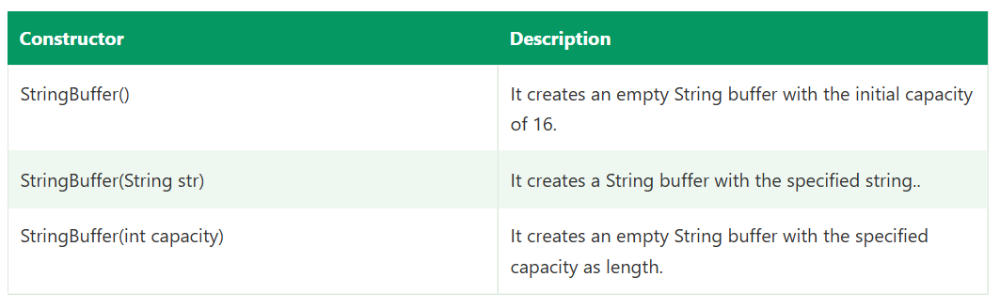 Constructor Description
StringBuffer() It creates an empty String buffer with the initial capacity
of 16.
StringBuffer(String str) It creates a String buffer with the specified string..
StringBuffer(int capacity) It creates an empty String buffer with the specified
capacity as length.